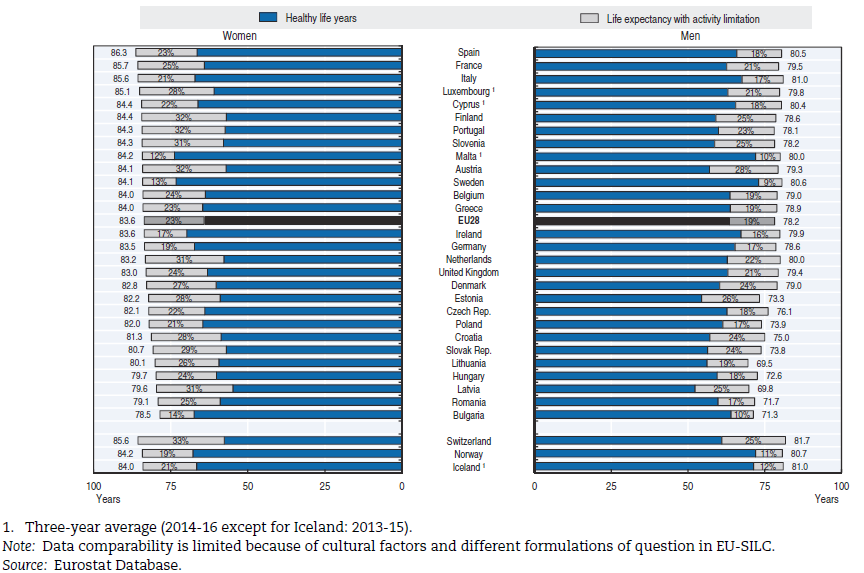 Healthy life years Life expectancy with activity limitation
Women Men
86.3 23% Spain 18% 80.5
85.7 25% France 21% 79.5
85.6 21% Italy 17% 81.0
85.1 28% Luxembourg 1 21% 79.8
84.4 22% Cyprus 1 18% 80.4
84.4 32% Finland 25% 78.6
84.3 32% Portugal 23% 78.1
84.3 31% Slovenia 25% 78.2
84.2 12% Malta 1 10% 80.0
84.1 32% Austria 28% 79.3
84.1 13% Sweden 9% 80.6
84.0 24% Belgium 19% 79.0
84.0 23% Greece 19% 78.9
83.6 23% EU28 19% 78.2
83.6 17% Ireland 16% 79.9
83.5 19% Germany 17% 78.6
83.2 31% Netherlands 22% 80.0
83.0 24% United Kingdom 21% 79.4
82.8 27% Denmark 24% 79.0
82.2 28% Estonia 26% 73.3
82.1 22% Czech Rep. 18% 76.1
82.0 21% Poland 17% 73.9
81.3 28% Croatia 24% 75.0
80.7 29% Slovak Rep. 24% 73.8
80.1 26% Lithuania 19% 69.5
79.7 24% Hungary 18% 72.6
79.6 31% Latvia 25% 69.8
79.1 25% Romania 17% 71.7
78.5 14% Bulgaria 10% 71.3
85.6 33% Switzerland 25% 81.7
84.2 19% Norway 11% 80.7
84.0 21% Iceland 1 12% 81.0
100 75 50 25 0 0 25 50 75 100
Years Years
1. Three-year average (2014-16 except for Iceland: 2013-15).
Note: Data comparability is limited because of cultural factors and different formulations of question in EU-SILC.
Source: Eurostat Database.